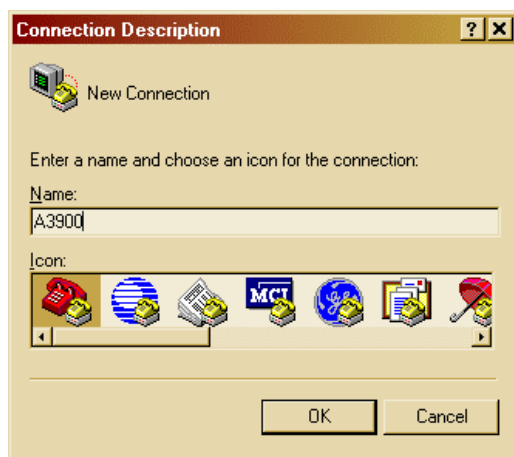 Connection Description
New Connection
Enter a name and choose an icon for the connection:
Name:
A3900
Icon:
MCI
OK
Cancel